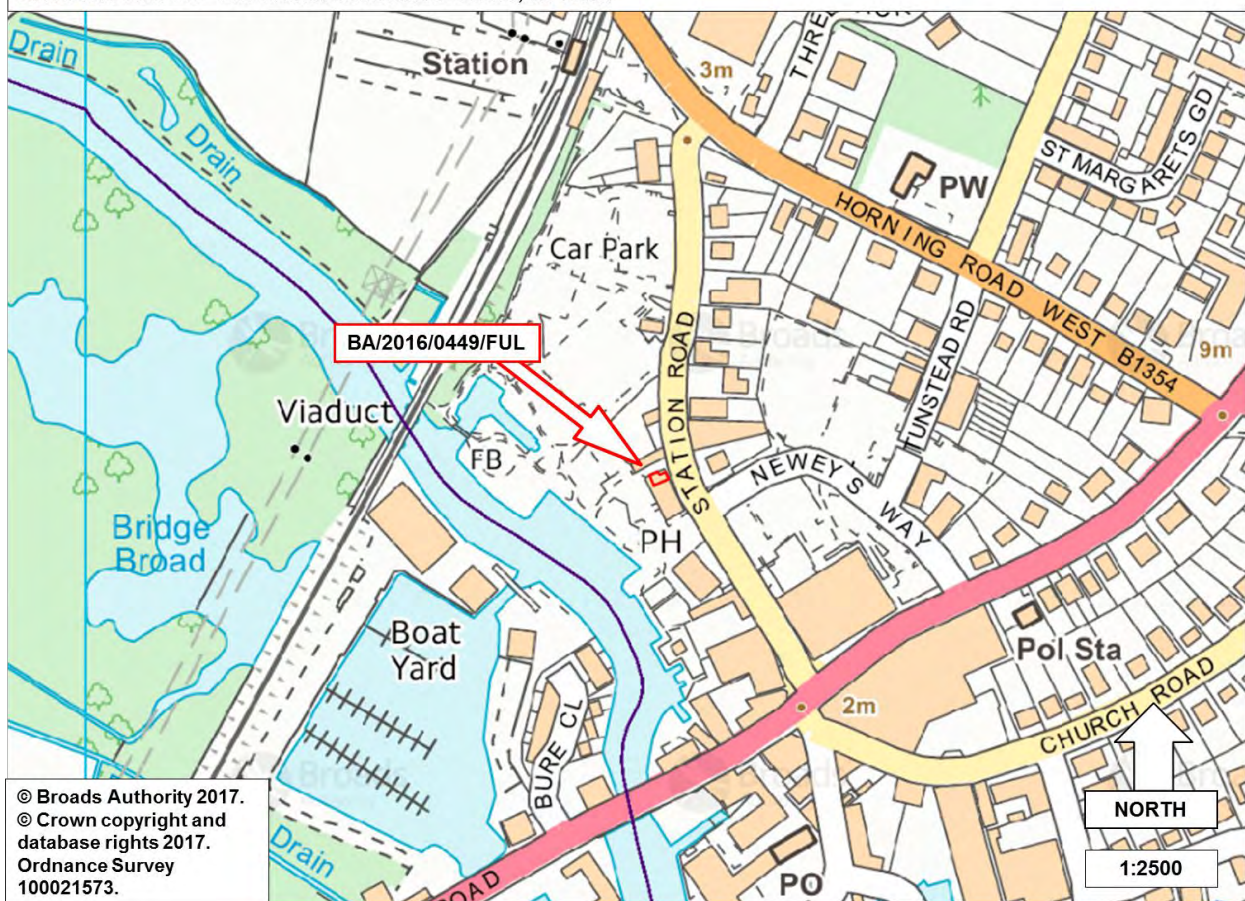 Drain
Station
3m
THREE
Drain
ST MARGARETS GD
PW
HORNING ROAD WEST B1354
Car Park
STATION ROAD
TUNSTEAD RD
9m
BA/2016/0449/FUL
Viaduct
FB
NEWEY'S WAY
Bridge
Broad
PH
Boat
Yard
Pol Sta
2m
CHURCH ROAD
BURE CL
Broads
© Broads Authority 2017.
© Crown copyright and
database rights 2017.
Ordnance Survey
100021573.
Drain
ROAD
PO
NORTH
1:2500